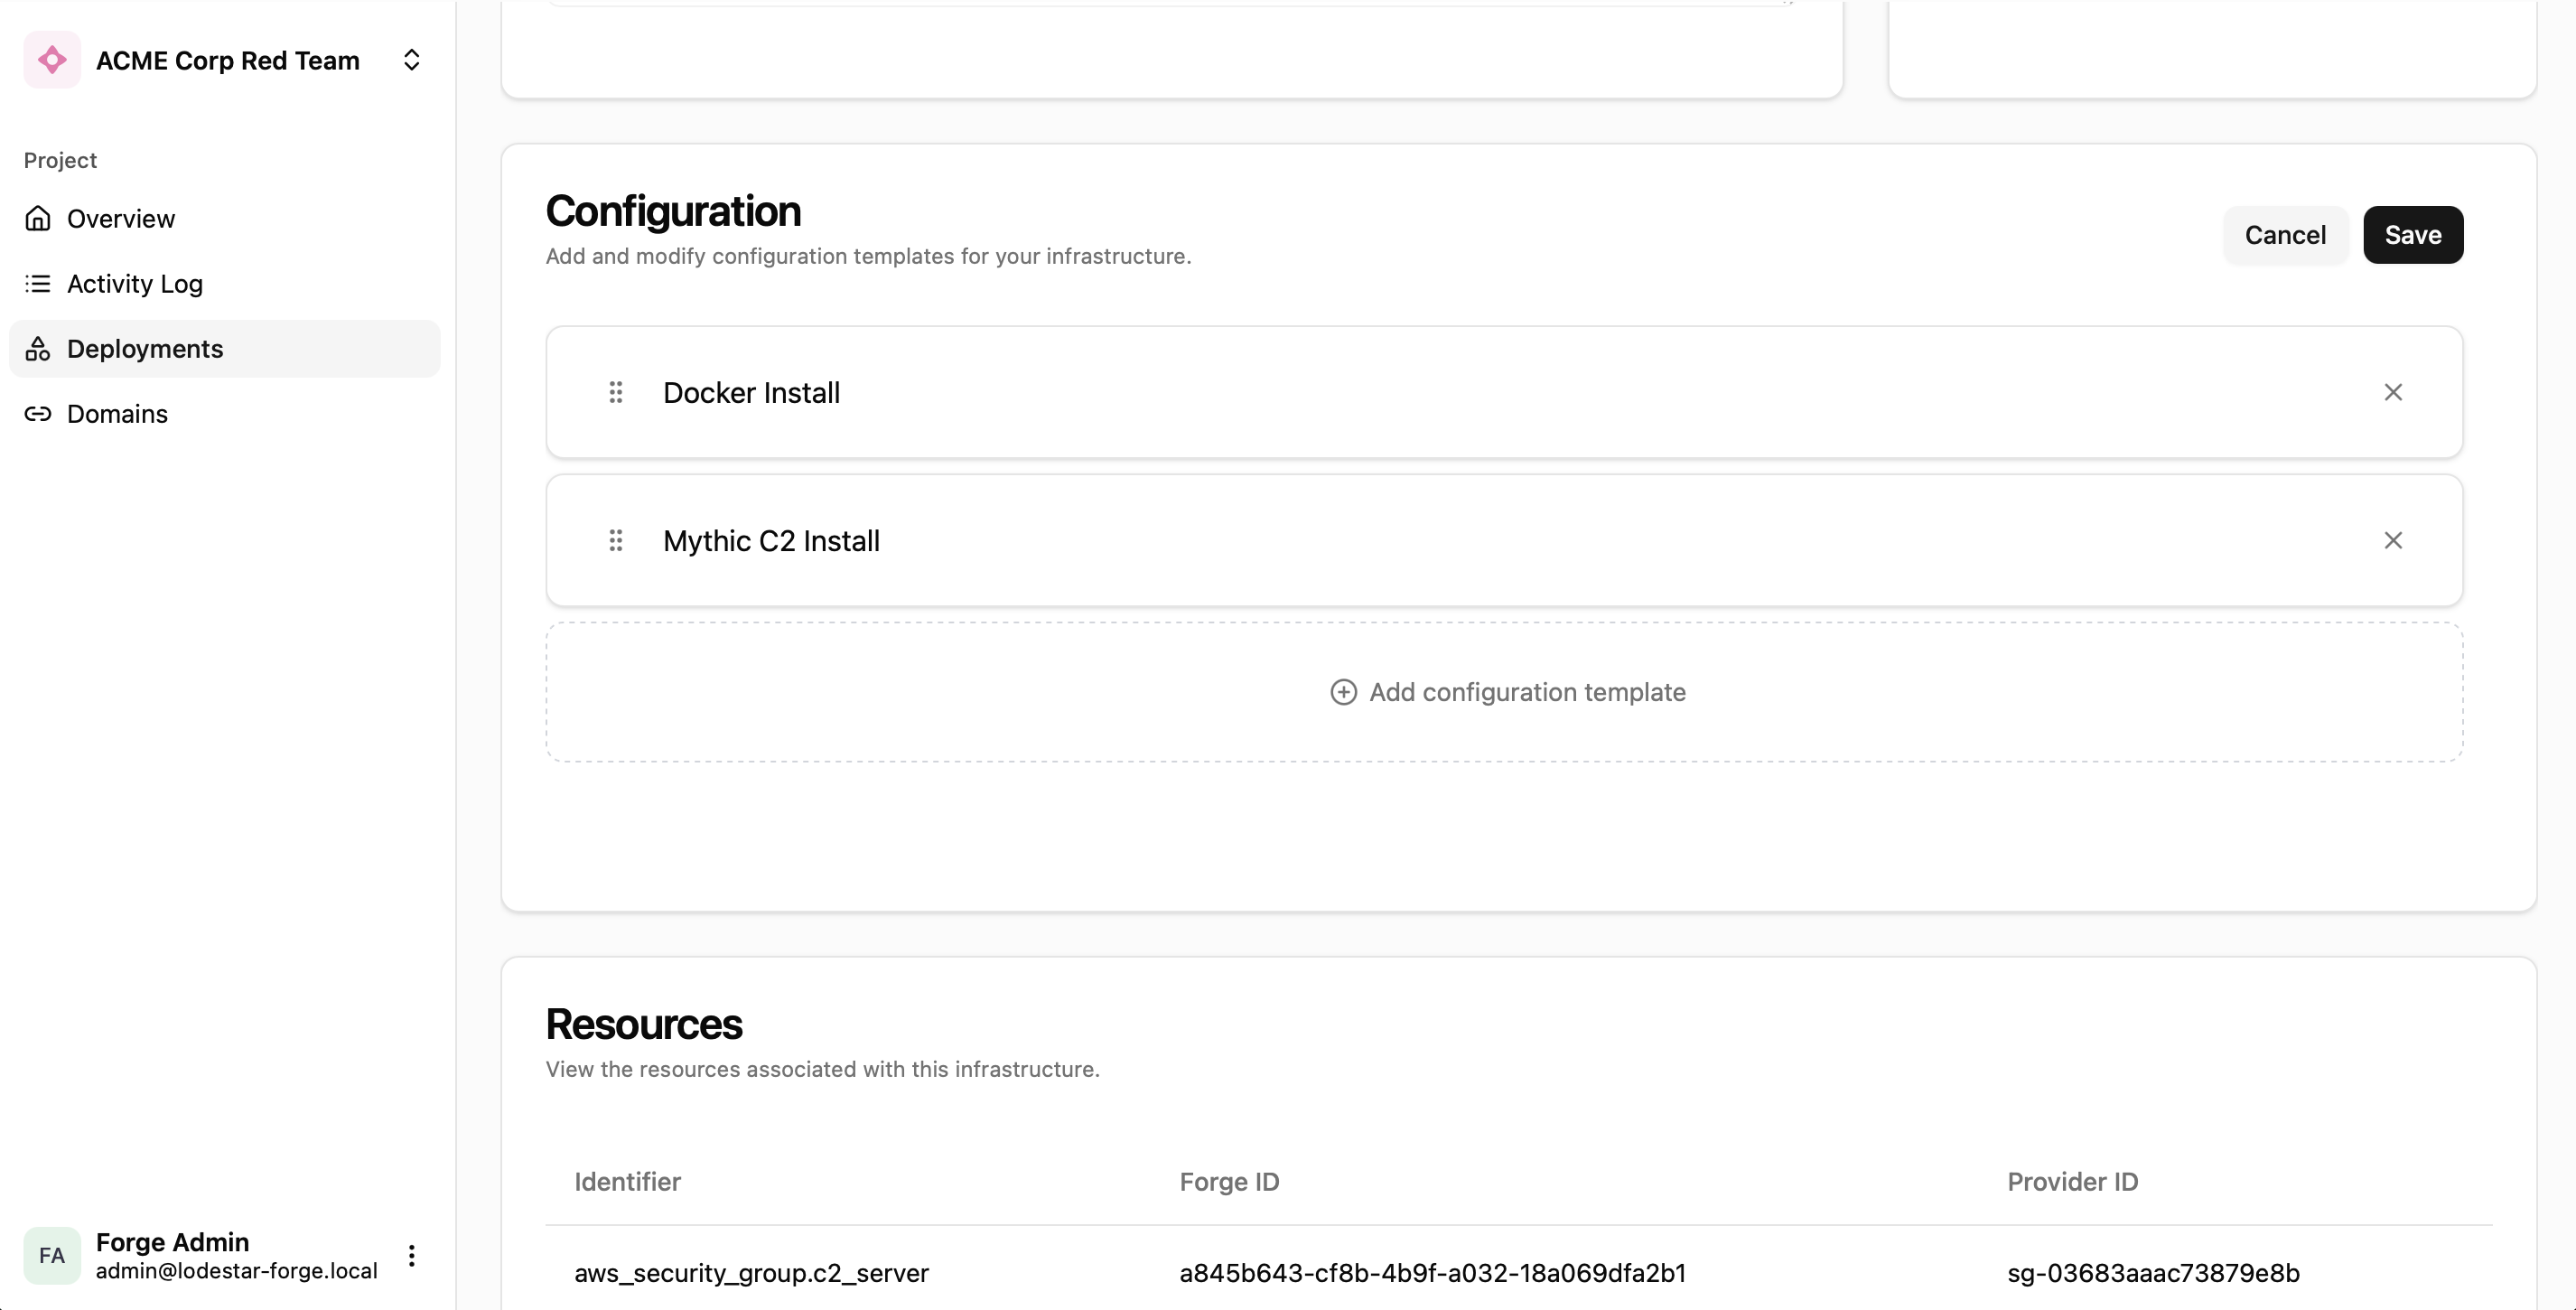 ACME Corp Red Team
Project
Overview
Activity Log
Deployments
Domains
Forge Admin
FA
admin@lodestar-forge.local
Configuration
Add and modify configuration templates for your infrastructure.
Cancel
Save
Docker Install
Mythic C2 Install
Add configuration template
Resources
View the resources associated with this infrastructure.
Identifier Forge ID Provider ID
aws_security_group.c2_server a845b643-cf8b-4b9f-a032-18a069dfa2b1 sg-03683aaac73879e8b